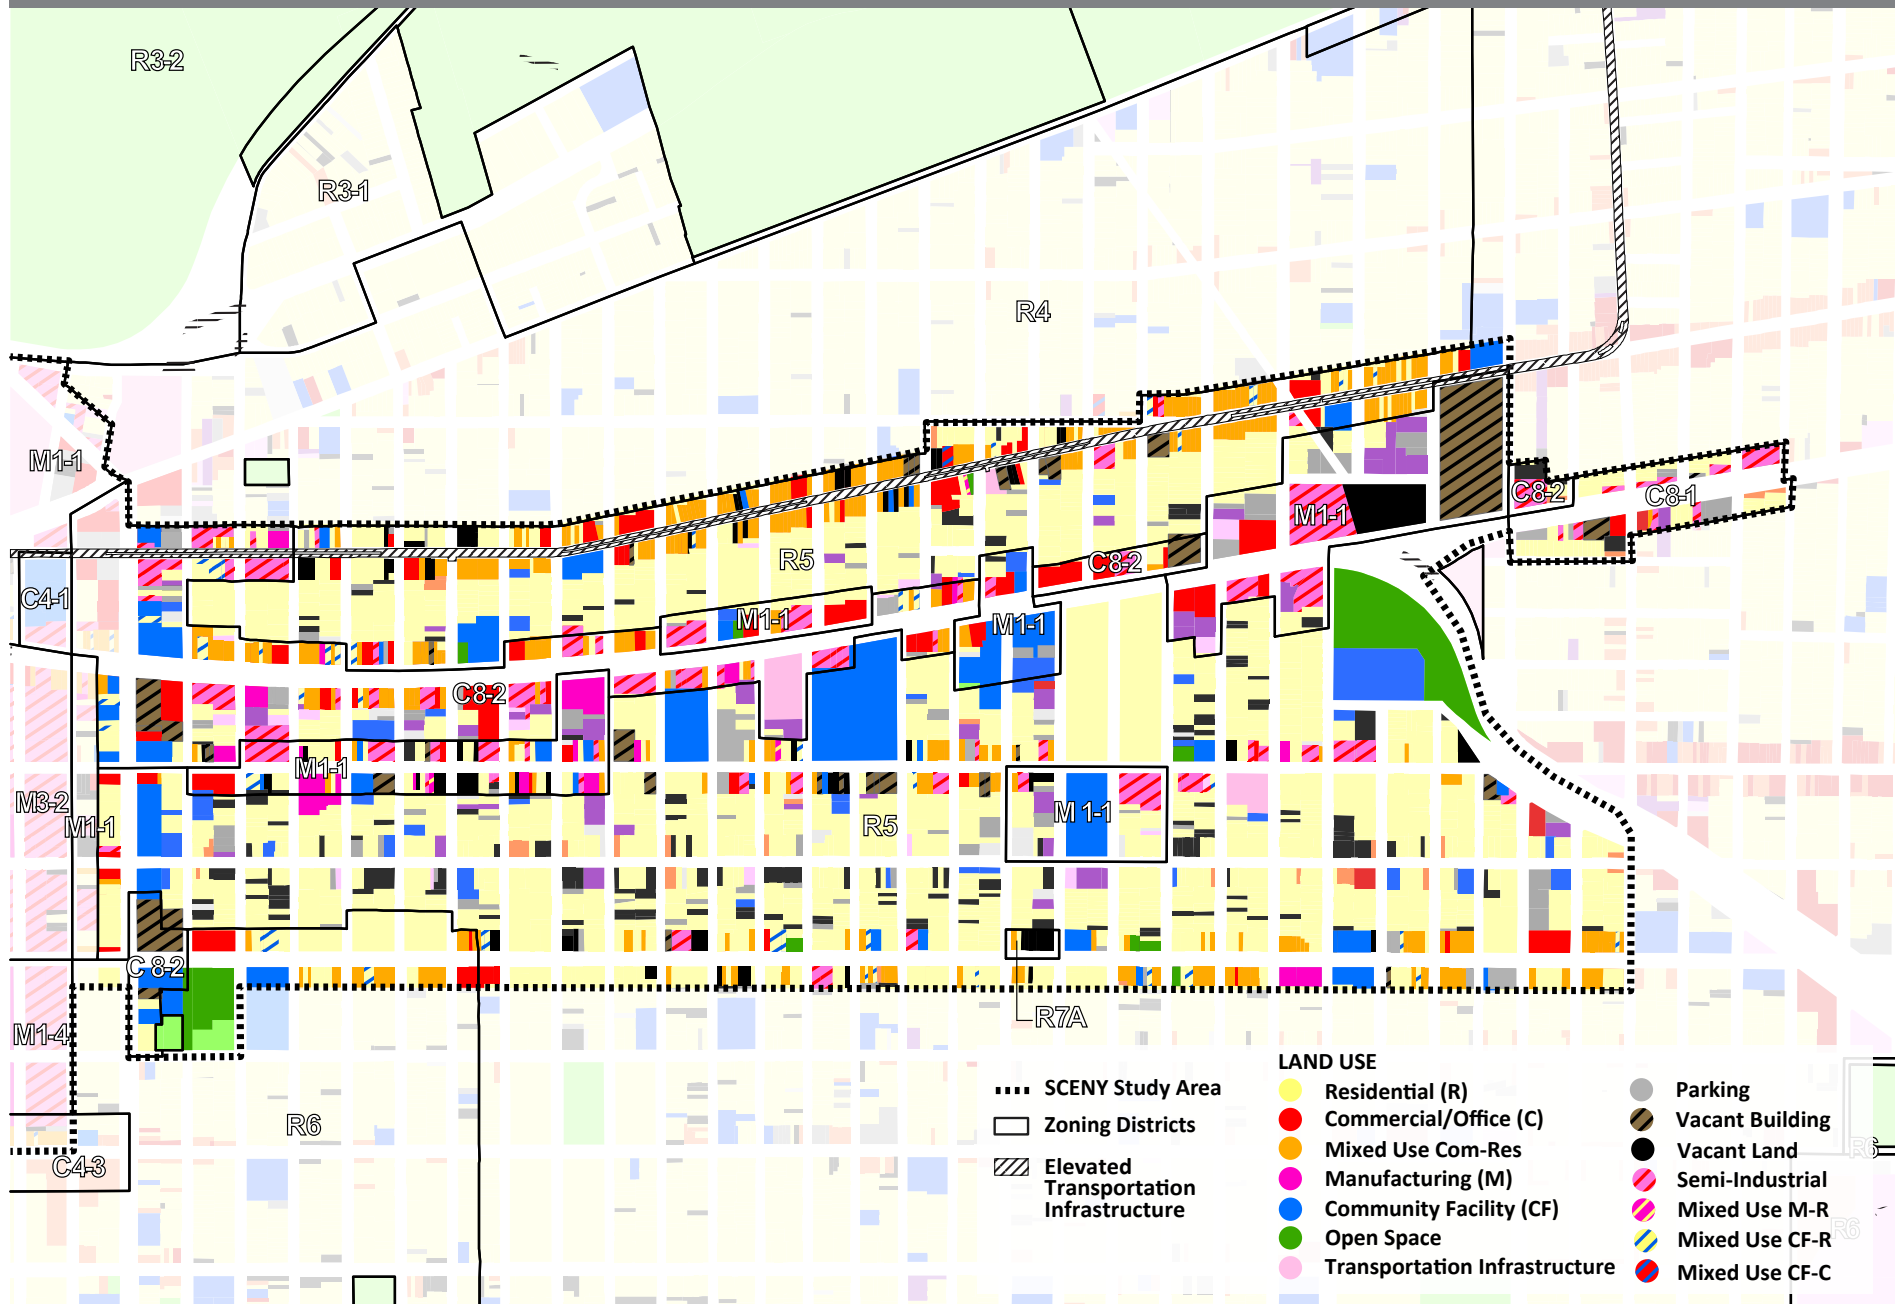 R3-2
R3-1
R4
M1-1
C8-2
C8-1
M1-1
R5
C8-2
C4-1
M1-1
M1-1
C8-2
M1-1
M3-2
M1-1
M 1-1
R5
C 8-2
R7A
M1-4
R6
C4-3
R6
R6
SCENY Study Area
Zoning Districts
Elevated
Transportation
Infrastructure
LAND USE
Residential (R)
Commercial/Office (C)
Mixed Use Com-Res
Manufacturing (M)
Community Facility (CF)
Open Space
Transportation Infrastructure
Parking
Vacant Building
Vacant Land
Semi-Industrial
Mixed Use M-R
Mixed Use CF-R
Mixed Use CF-C